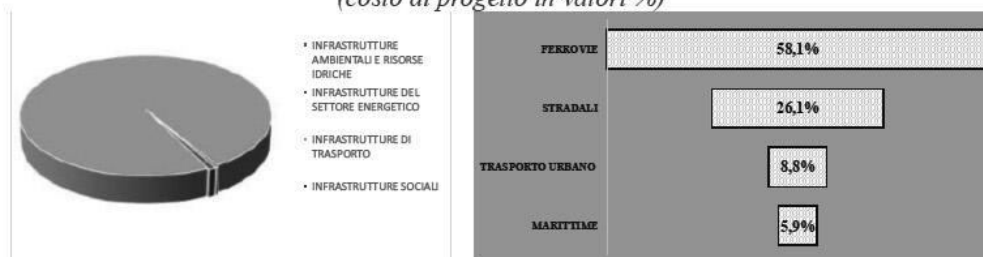 (costo di progetto in valori %)
INFRASTRUTTURE
AMBIENTALI E RISORSE
IDRICHE
INFRASTRUTTURE DEL
SETTORE ENERGETICO
INFRASTRUTTURE DI
TRASPORTO
INFRASTRUTTURE SOCIALI
FERROVIE 58,1%
STRADALI 26,1%
TRASPORTO URBANO 8,8%
MARITTIME 5,9%